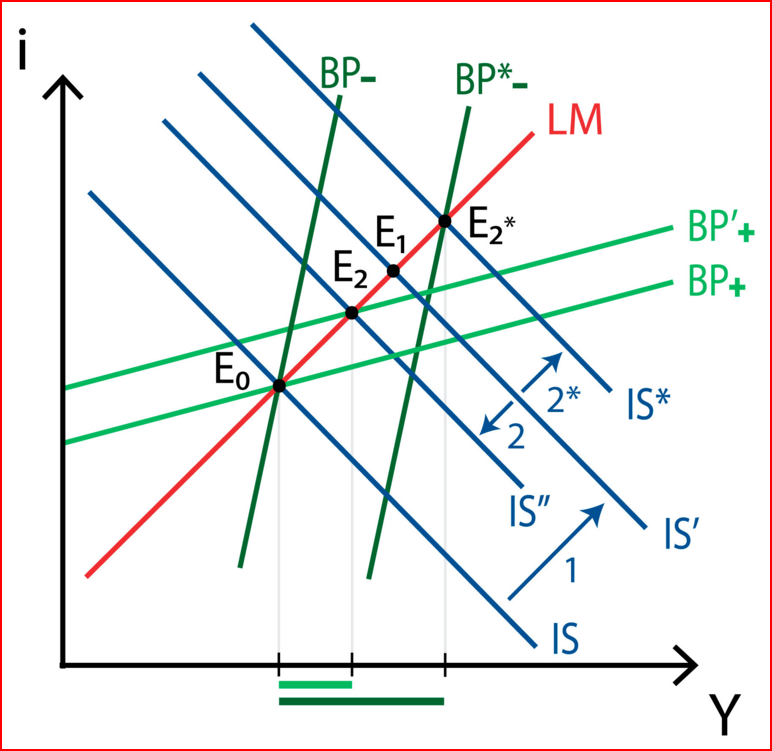 i
BP-
BP*-
LM
E₂*
BP′+
E₁
E₂
BP+
E₀
2*
IS*
2
IS″
IS′
1
IS
Y